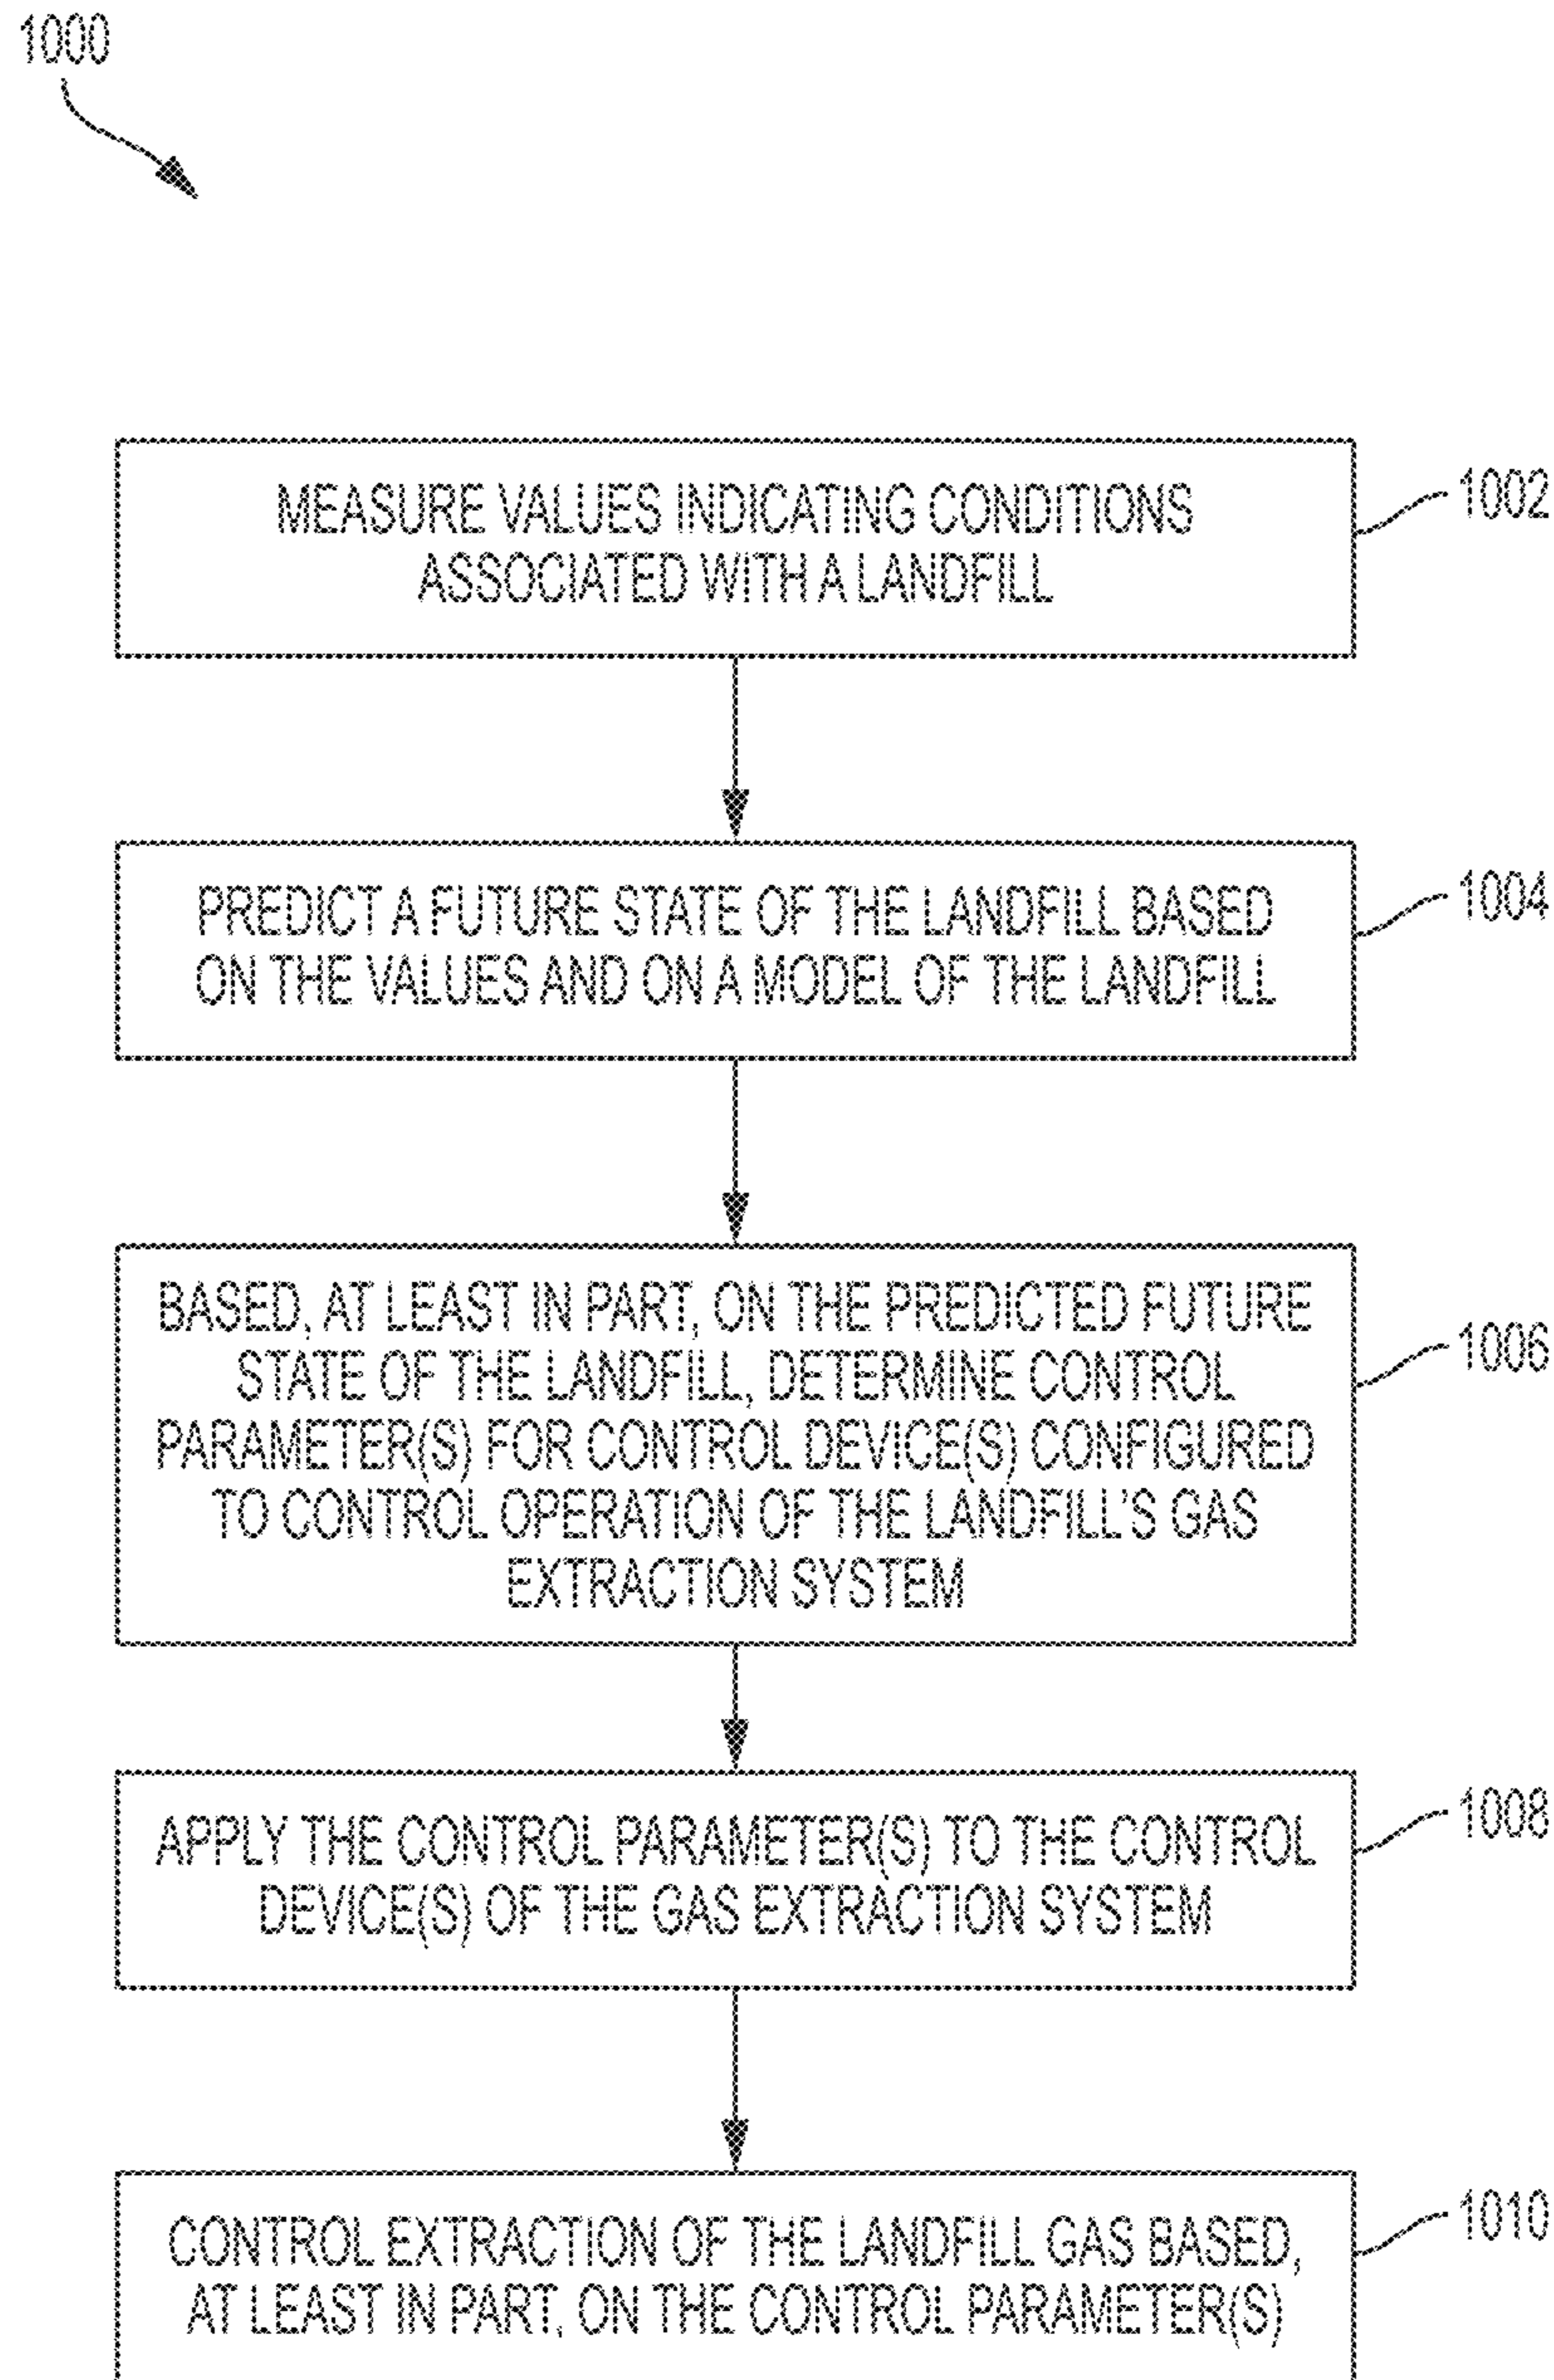 1000
MEASURE VALUES INDICATING CONDITIONS
ASSOCIATED WITH A LANDFILL
1002
PREDICT A FUTURE STATE OF THE LANDFILL BASED
ON THE VALUES AND ON A MODEL OF THE LANDFILL
1004
BASED, AT LEAST IN PART, ON THE PREDICTED FUTURE
STATE OF THE LANDFILL, DETERMINE CONTROL
PARAMETER(S) FOR CONTROL DEVICE(S) CONFIGURED
TO CONTROL OPERATION OF THE LANDFILL'S GAS
EXTRACTION SYSTEM
1006
APPLY THE CONTROL PARAMETER(S) TO THE CONTROL
DEVICE(S) OF THE GAS EXTRACTION SYSTEM
1008
CONTROL EXTRACTION OF THE LANDFILL GAS BASED,
AT LEAST IN PART, ON THE CONTROL PARAMETER(S)
1010